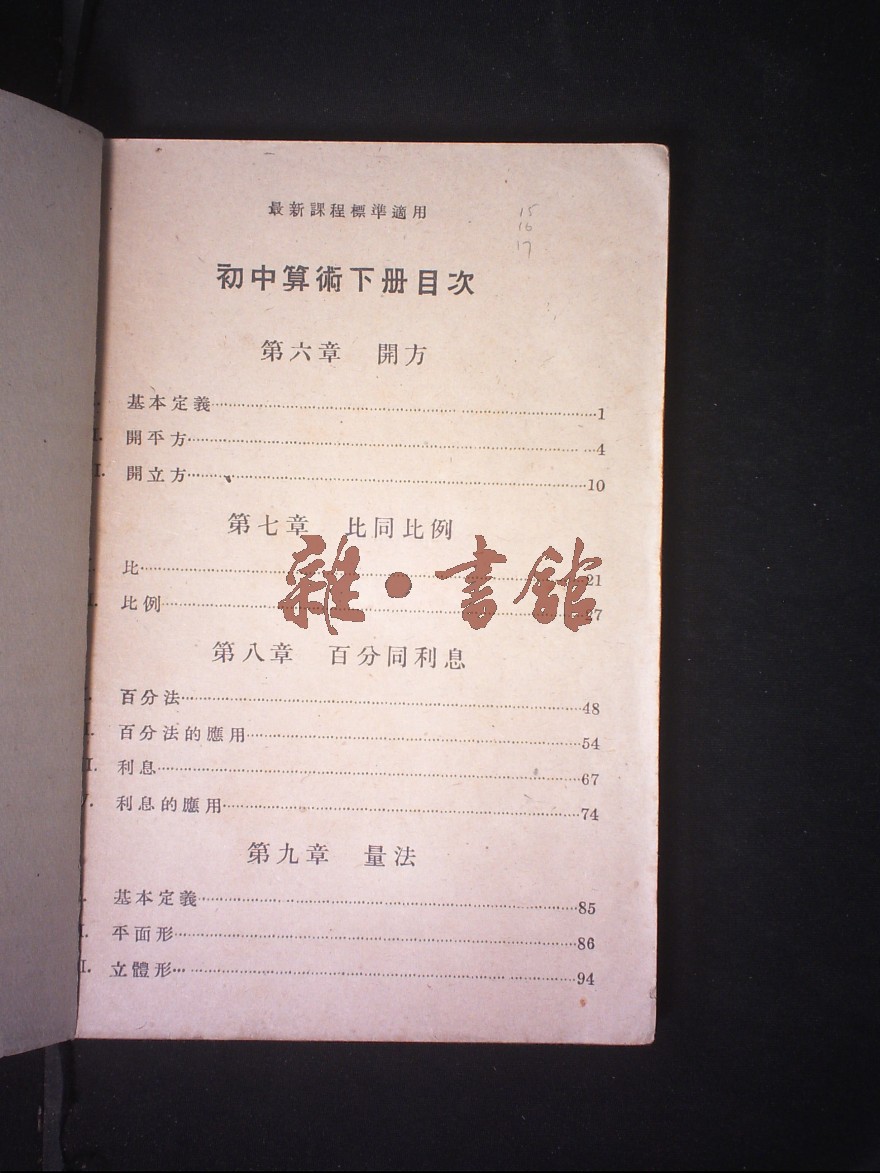 最新課程標準適用
15
16
17
初中算術下册目次
第六章 開方
基本定義……1
I. 開平方……4
I. 開立方……10
第七章 比同比例
比……21
比例……27
雜·書館
第八章 百分同利息
百分法……48
I. 百分法的應用……54
I. 利息……67
V. 利息的應用……74
第九章 量法
基本定義……85
I. 平面形……86
I. 立體形……94